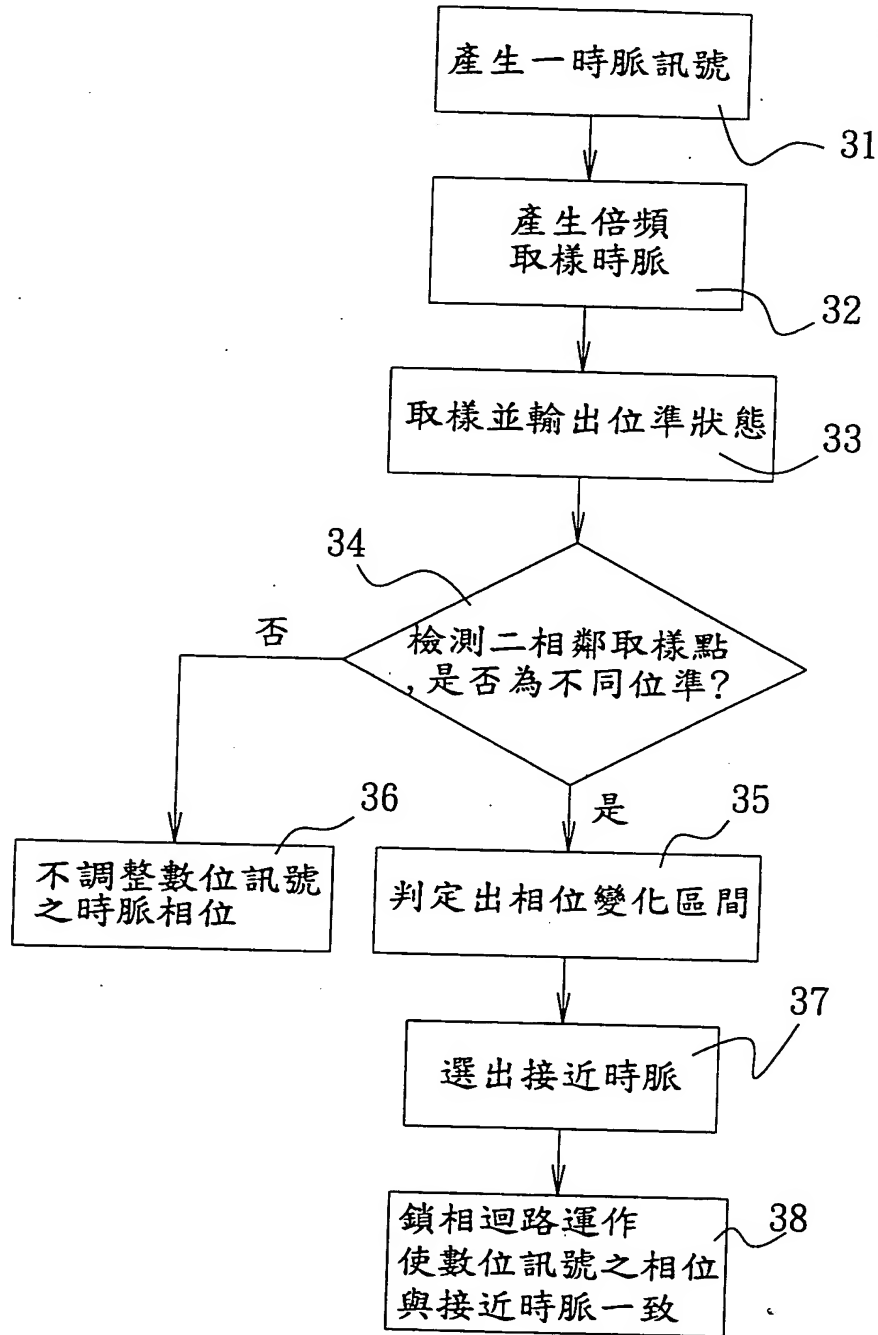 產生一時脈訊號
31
產生倍頻
取樣時脈
32
取樣並輸出位準狀態
33
34
檢測二相鄰取樣點
,是否為不同位準?
否
是
36
不調整數位訊號
之時脈相位
35
判定出相位變化區間
37
選出接近時脈
38
鎖相迴路運作
使數位訊號之相位
與接近時脈一致